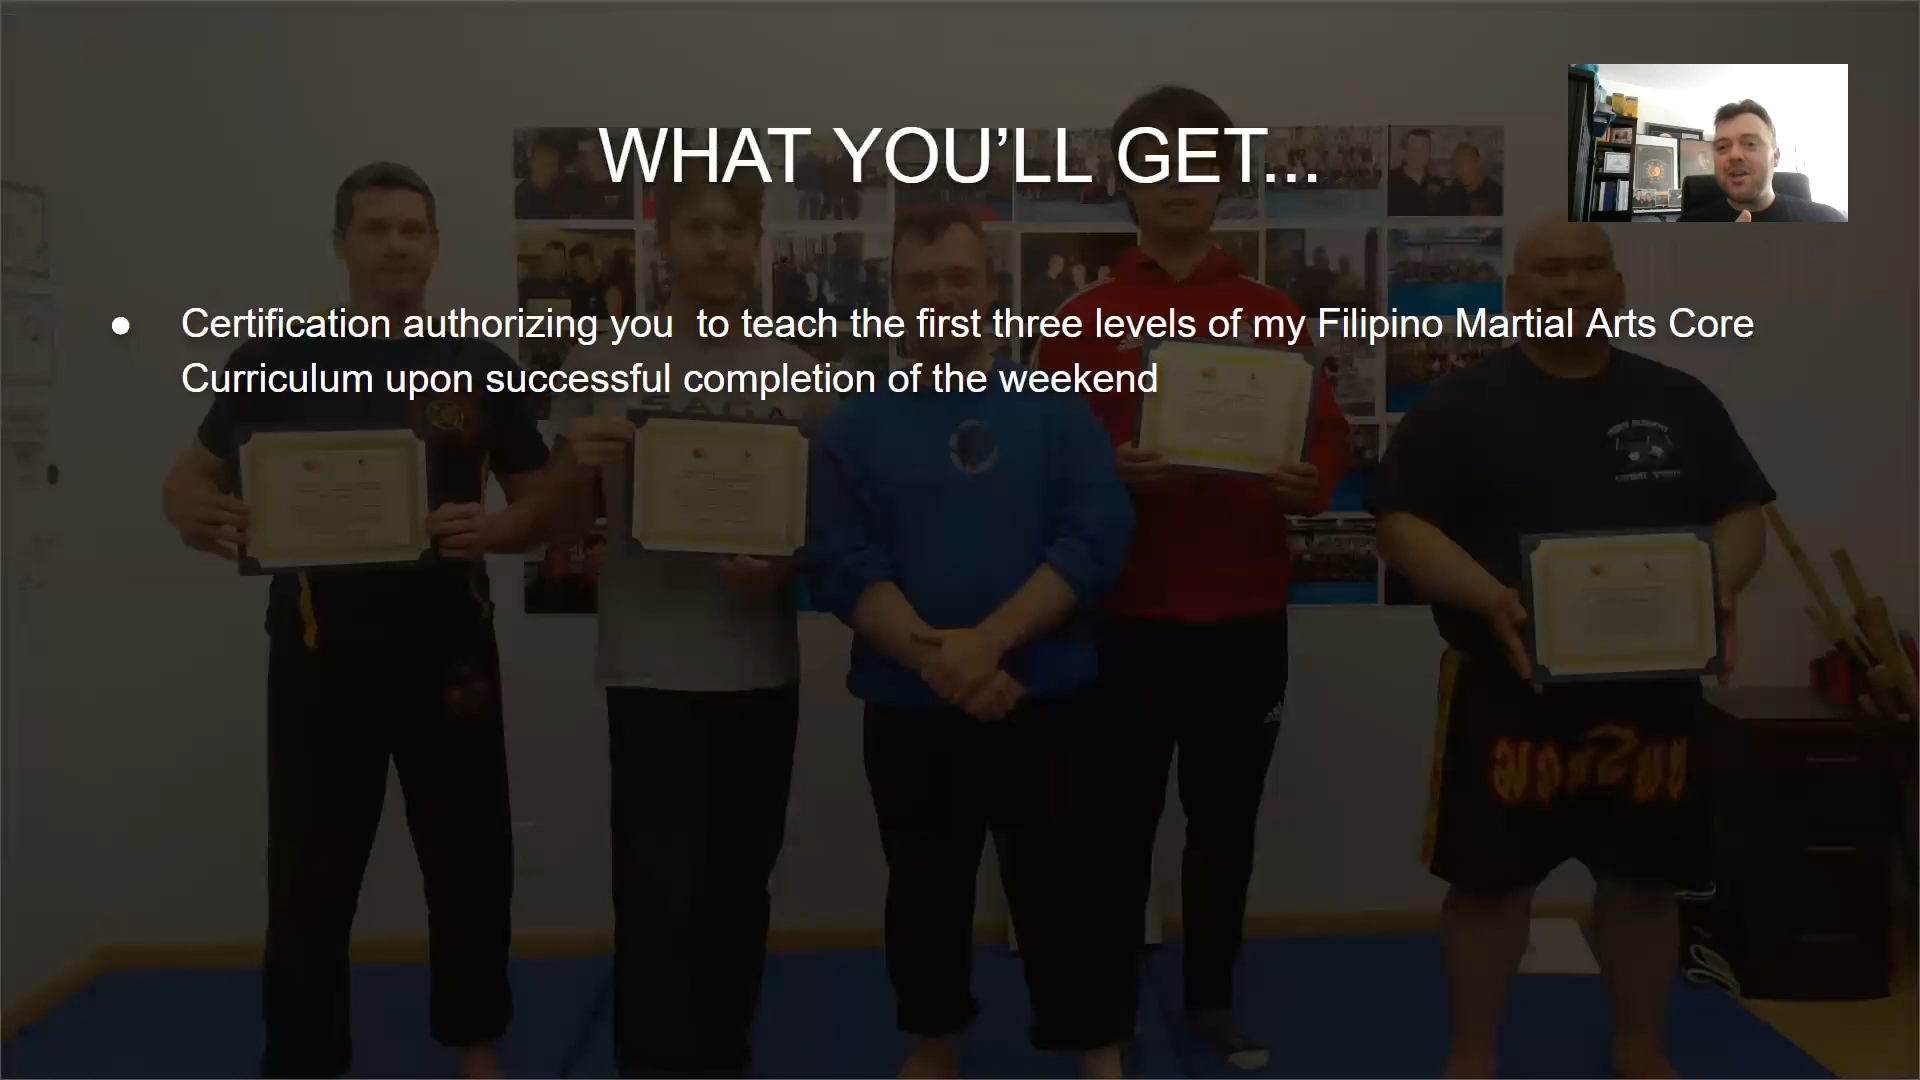 WHAT YOU’LL GET...
● Certification authorizing you  to teach the first three levels of my Filipino Martial Arts Core
Curriculum upon successful completion of the weekend
SAGA